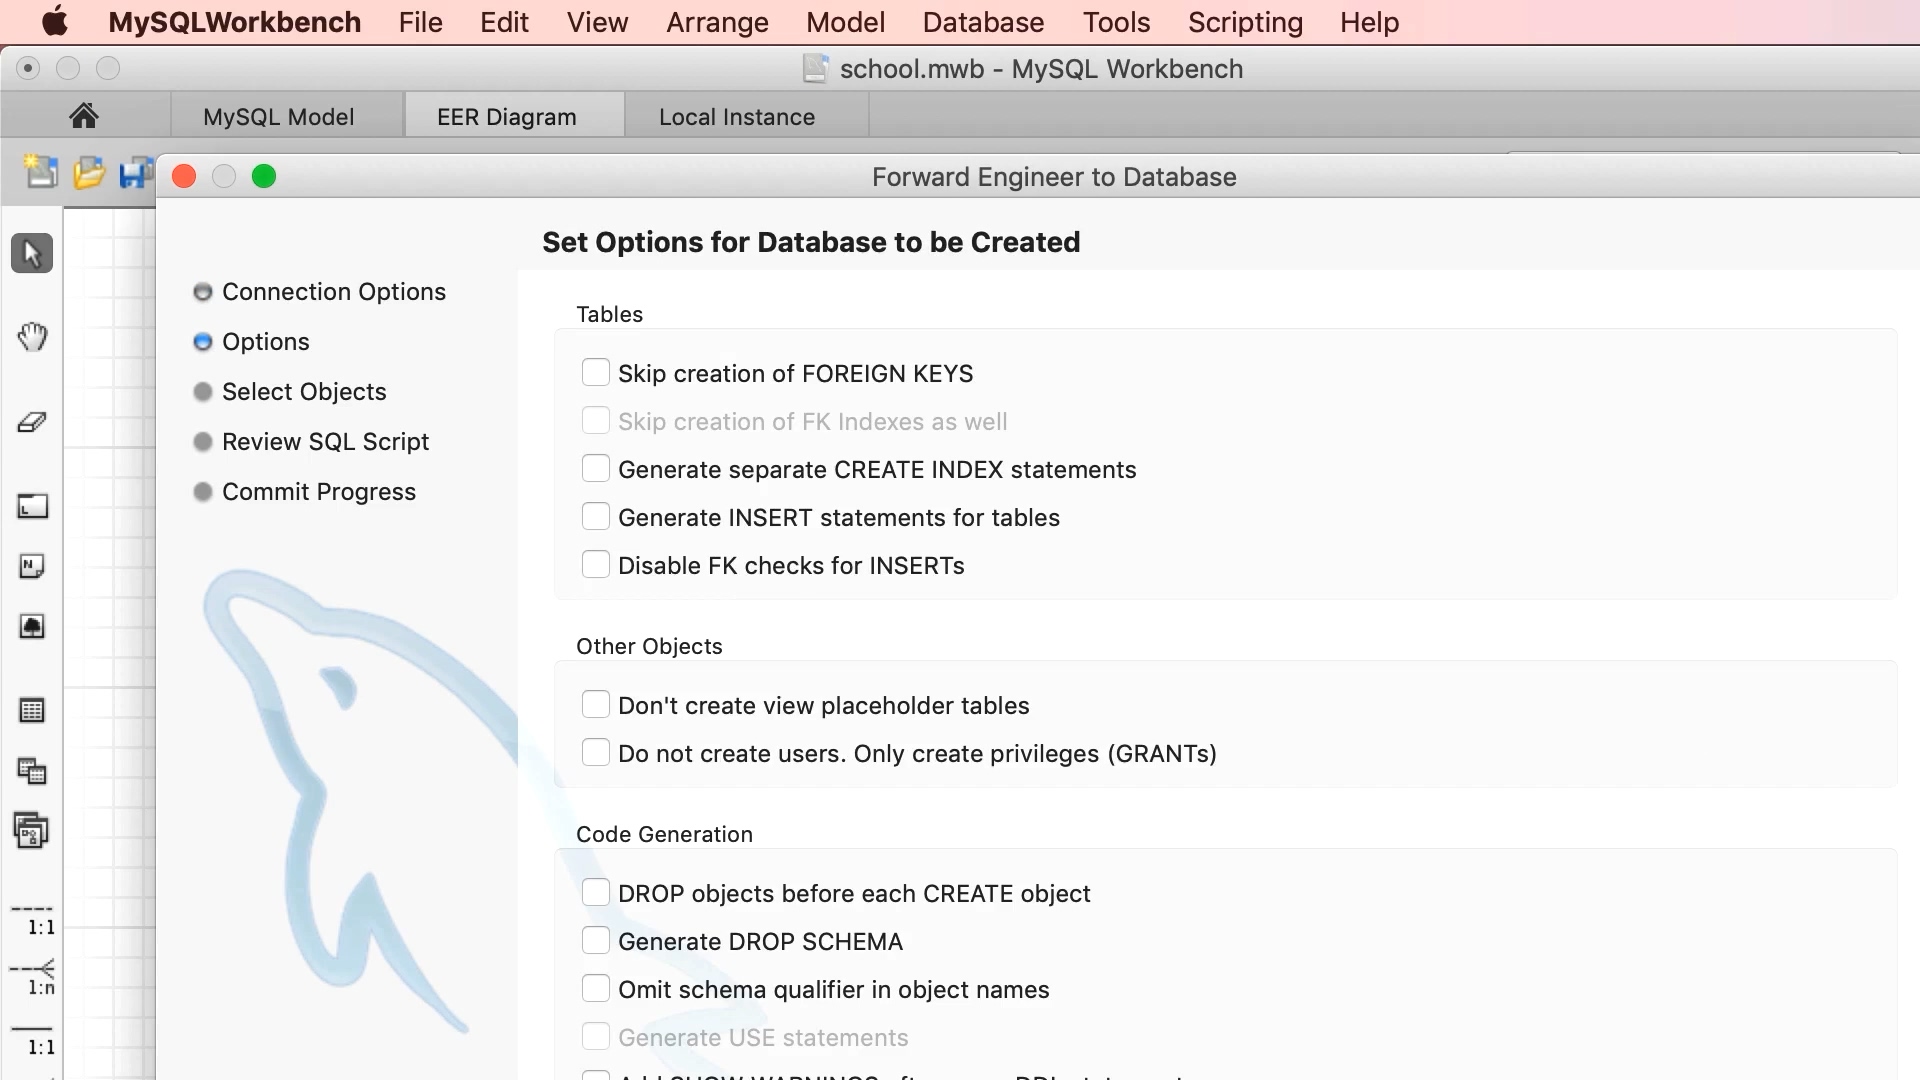 MySQLWorkbench File Edit View Arrange Model Database Tools Scripting Help
school.mwb - MySQL Workbench
MySQL Model EER Diagram Local Instance
Forward Engineer to Database
Set Options for Database to be Created
Connection Options
Options
Select Objects
Review SQL Script
Commit Progress
Tables
Skip creation of FOREIGN KEYS
Skip creation of FK Indexes as well
Generate separate CREATE INDEX statements
Generate INSERT statements for tables
Disable FK checks for INSERTs
Other Objects
Don't create view placeholder tables
Do not create users. Only create privileges (GRANTs)
Code Generation
DROP objects before each CREATE object
Generate DROP SCHEMA
Omit schema qualifier in object names
Generate USE statements
1:1
1:n
1:1